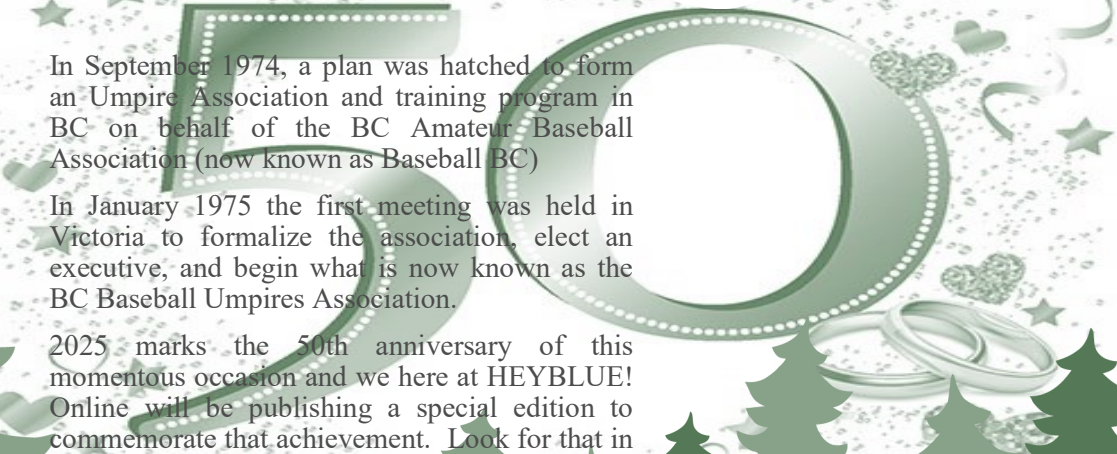 50
In September 1974, a plan was hatched to form
an Umpire Association and training program in
BC on behalf of the BC Amateur Baseball
Association (now known as Baseball BC)
In January 1975 the first meeting was held in
Victoria to formalize the association, elect an
executive, and begin what is now known as the
BC Baseball Umpires Association.
2025 marks the 50th anniversary of this
momentous occasion and we here at HEYBLUE!
Online will be publishing a special edition to
commemorate that achievement. Look for that in